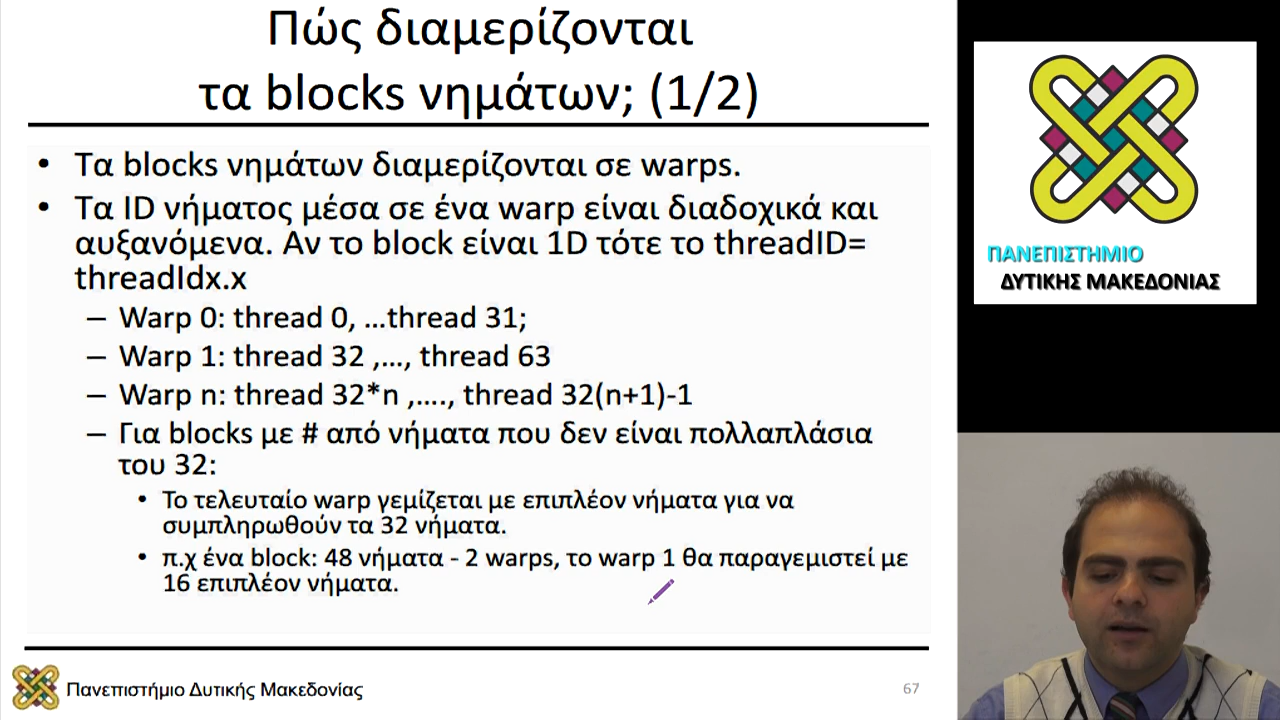 Πώς διαμερίζονται
τα blocks νημάτων; (1/2)
• Τα blocks νημάτων διαμερίζονται σε warps.
• Τα ID νήματος μέσα σε ένα warp είναι διαδοχικά και
αυξανόμενα. Αν το block είναι 1D τότε το threadID=
threadIdx.x
– Warp 0: thread 0, …thread 31;
– Warp 1: thread 32 ,…, thread 63
– Warp n: thread 32*n ,…., thread 32(n+1)-1
– Για blocks με # από νήματα που δεν είναι πολλαπλάσια
του 32:
• Το τελευταίο warp γεμίζεται με επιπλέον νήματα για να
συμπληρωθούν τα 32 νήματα.
• π.χ ένα block: 48 νήματα - 2 warps, το warp 1 θα παραγεμιστεί με
16 επιπλέον νήματα.
Πανεπιστήμιο Δυτικής Μακεδονίας
67
ΠΑΝΕΠΙΣΤΗΜΙΟ
ΔΥΤΙΚΗΣ ΜΑΚΕΔΟΝΙΑΣ